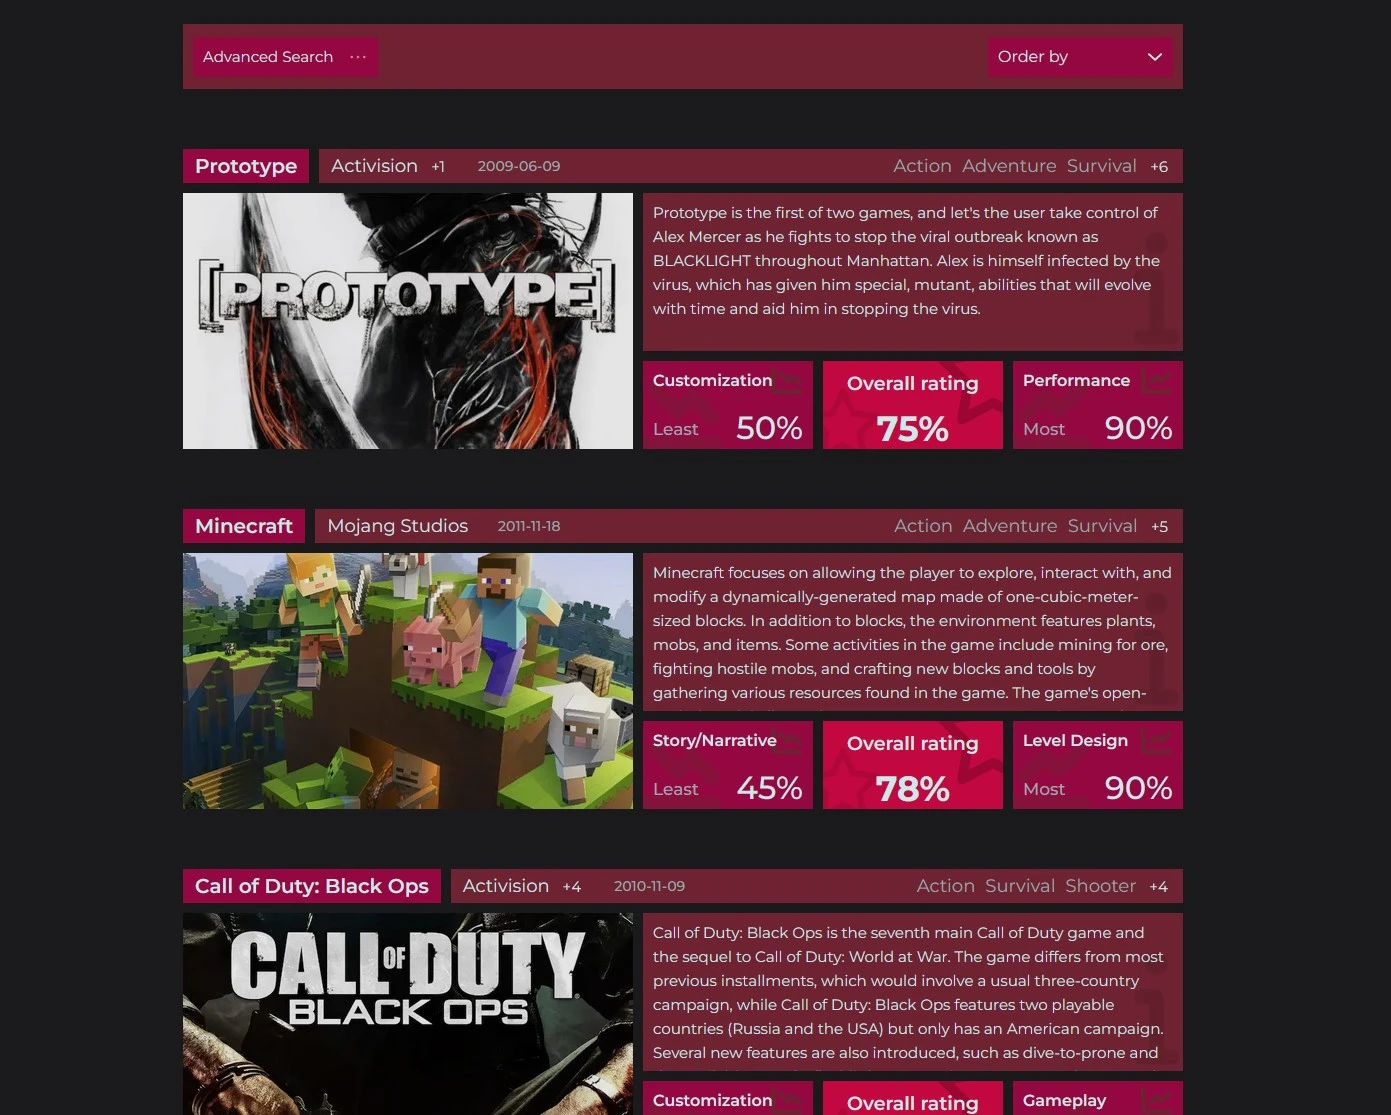 Advanced Search ...
Order by
Prototype
Activision +1 2009-06-09
Action Adventure Survival +6
[PROTOTYPE]
Prototype is the first of two games, and let's the user take control of
Alex Mercer as he fights to stop the viral outbreak known as
BLACKLIGHT throughout Manhattan. Alex is himself infected by the
virus, which has given him special, mutant, abilities that will evolve
with time and aid him in stopping the virus.
Customization
Least 50%
Overall rating
75%
Performance
Most 90%
Minecraft
Mojang Studios 2011-11-18
Action Adventure Survival +5
Minecraft focuses on allowing the player to explore, interact with, and
modify a dynamically-generated map made of one-cubic-meter-
sized blocks. In addition to blocks, the environment features plants,
mobs, and items. Some activities in the game include mining for ore,
fighting hostile mobs, and crafting new blocks and tools by
gathering various resources found in the game. The game's open-
Story/Narrative
Least 45%
Overall rating
78%
Level Design
Most 90%
Call of Duty: Black Ops
Activision +4 2010-11-09
Action Survival Shooter +4
CALL OF DUTY
BLACK OPS
Call of Duty: Black Ops is the seventh main Call of Duty game and
the sequel to Call of Duty: World at War. The game differs from most
previous installments, which would involve a usual three-country
campaign, while Call of Duty: Black Ops features two playable
countries (Russia and the USA) but only has an American campaign.
Several new features are also introduced, such as dive-to-prone and
Customization
Overall rating
Gameplay